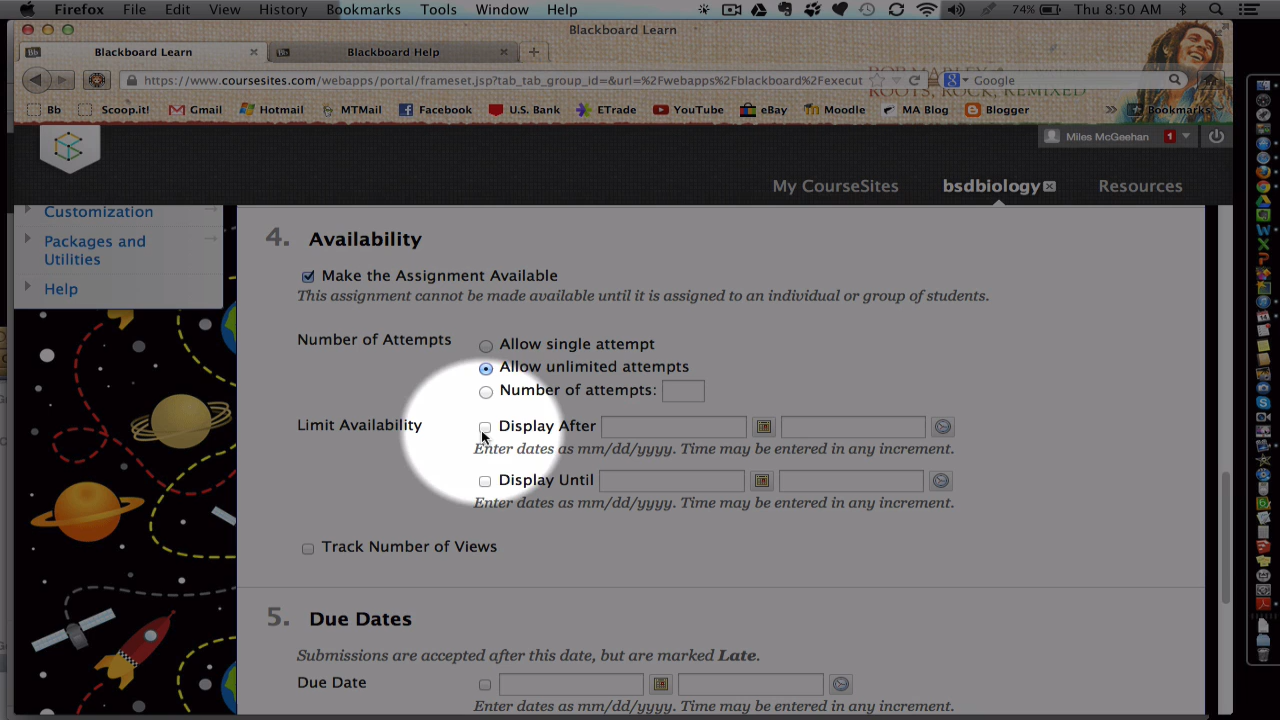 Firefox File Edit View History Bookmarks Tools Window Help 74% Thu 8:50 AM
Blackboard Learn
Bb Blackboard Learn Bb Blackboard Help
https://www.coursesites.com/webapps/portal/frameset.jsp?tab_tab_group_id=&url=%2Fwebapps%2Fblackboard%2Fexecut Google
ROOTS, ROCK, REMIXED
Bb Scoop.it! Gmail Hotmail MTMail Facebook U.S. Bank ETrade YouTube eBay Moodle MA Blog Blogger Bookmarks
Miles McGeehan 1
My CourseSites bsdbiology Resources
Customization
Packages and
Utilities
Help
4. Availability
Make the Assignment Available
This assignment cannot be made available until it is assigned to an individual or group of students.
Number of Attempts
Allow single attempt
Allow unlimited attempts
Number of attempts:
Limit Availability Display After
Enter dates as mm/dd/yyyy. Time may be entered in any increment.
Display Until
Enter dates as mm/dd/yyyy. Time may be entered in any increment.
Track Number of Views
5. Due Dates
Submissions are accepted after this date, but are marked Late.
Due Date
Enter dates as mm/dd/yyyy. Time may be entered in any increment.